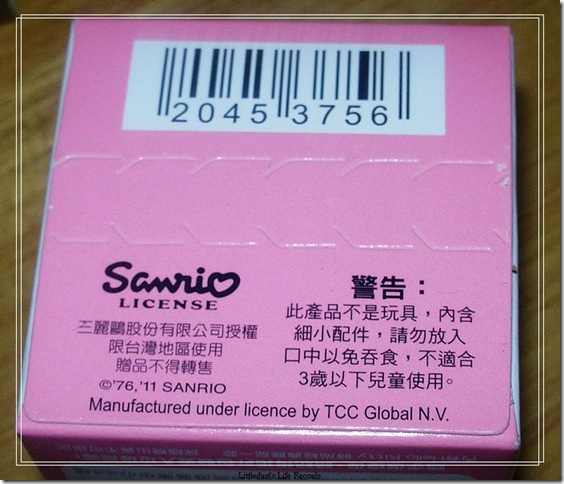 20453756
Sanrio
LICENSE
三麗鷗股份有限公司授權
限台灣地區使用
贈品不得轉售
©'76,'11 SANRIO
警告：
此產品不是玩具，內含
細小配件，請勿放入
口中以免吞食，不適合
3歲以下兒童使用。
Manufactured under licence by TCC Global N.V.